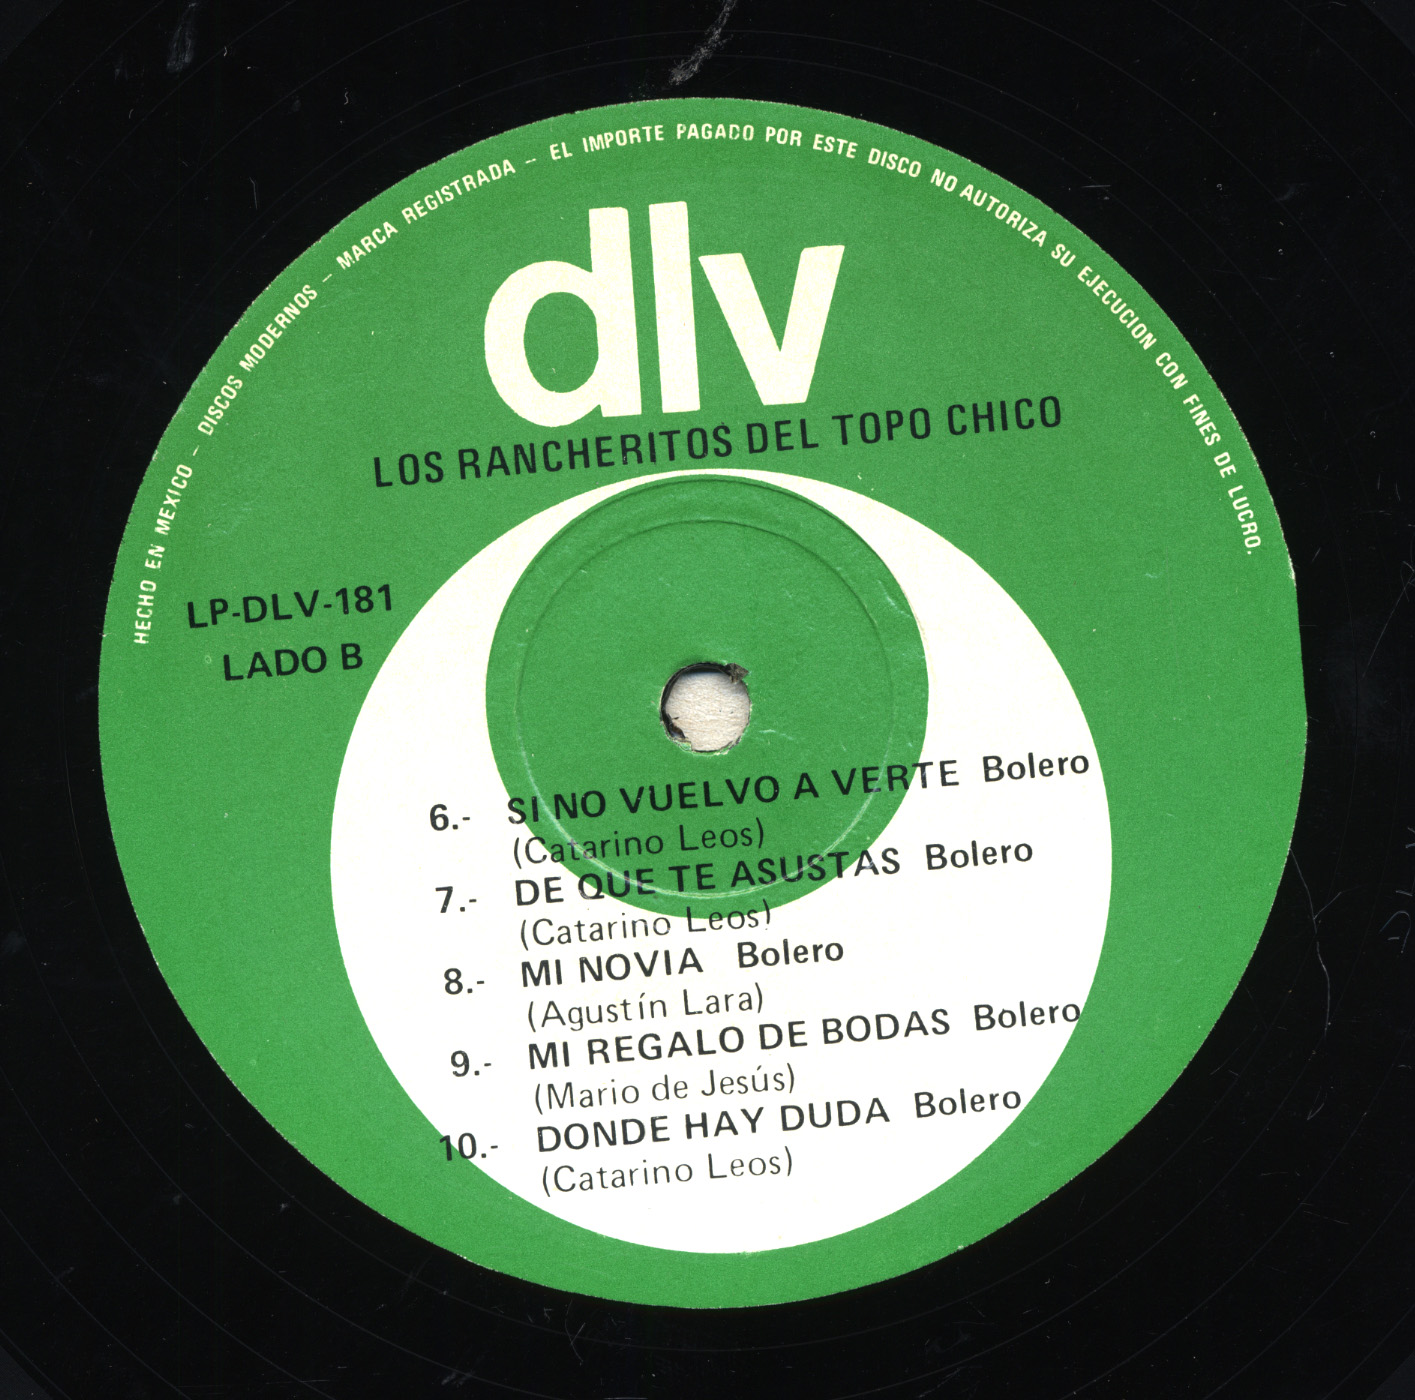 HECHO EN MEXICO - DISCOS MODERNOS - MARCA REGISTRADA - EL IMPORTE PAGADO POR ESTE DISCO NO AUTORIZA SU EJECUCION CON FINES DE LUCRO.
dlv
LOS RANCHERITOS DEL TOPO CHICO
LP-DLV-181
LADO B
6.- SI NO VUELVO A VERTE Bolero
(Catarino Leos)
7.- DE QUE TE ASUSTAS Bolero
(Catarino Leos)
8.- MI NOVIA Bolero
(Agustín Lara)
9.- MI REGALO DE BODAS Bolero
(Mario de Jesús)
10.- DONDE HAY DUDA Bolero
(Catarino Leos)